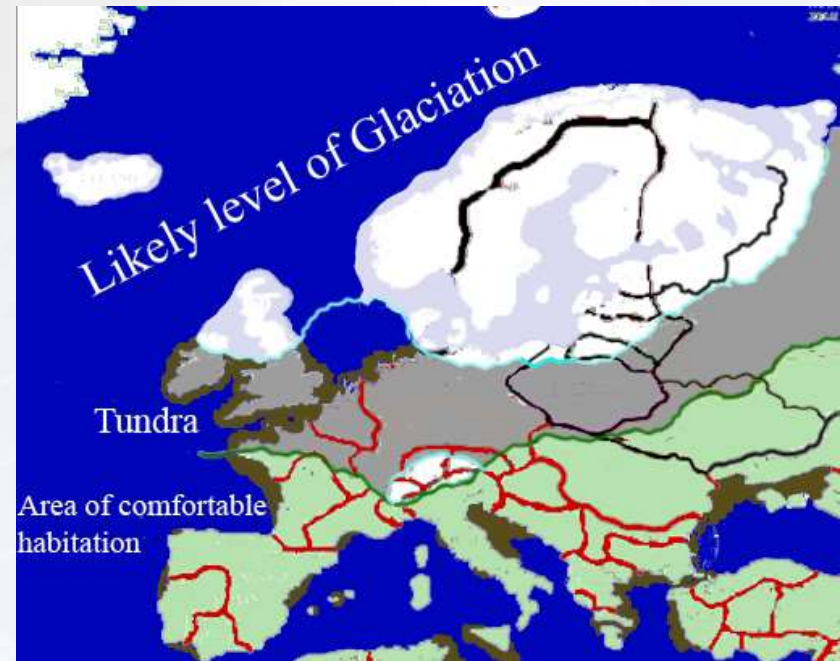 Likely level of Glaciation
Tundra
Area of comfortable
habitation